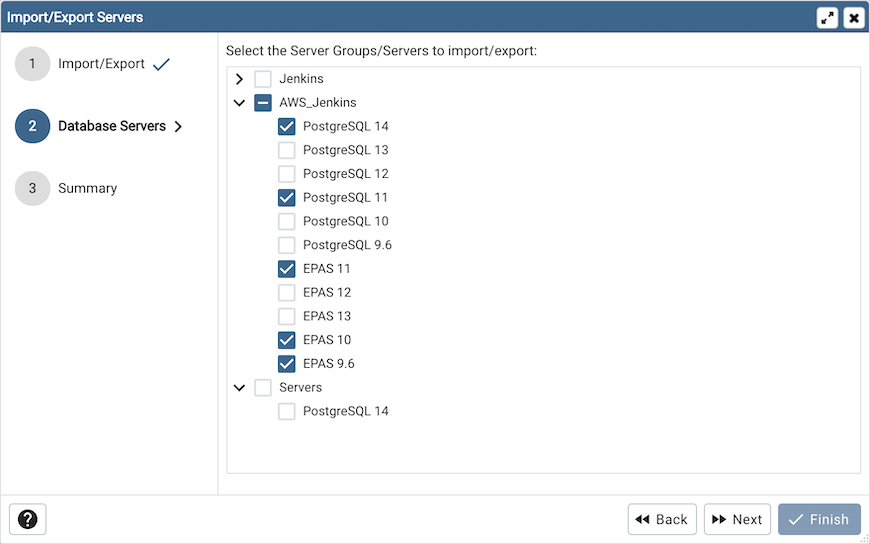 Import/Export Servers
1 Import/Export
2 Database Servers
3 Summary
Select the Server Groups/Servers to import/export:
Jenkins
AWS_Jenkins
PostgreSQL 14
PostgreSQL 13
PostgreSQL 12
PostgreSQL 11
PostgreSQL 10
PostgreSQL 9.6
EPAS 11
EPAS 12
EPAS 13
EPAS 10
EPAS 9.6
Servers
PostgreSQL 14
? Back Next Finish